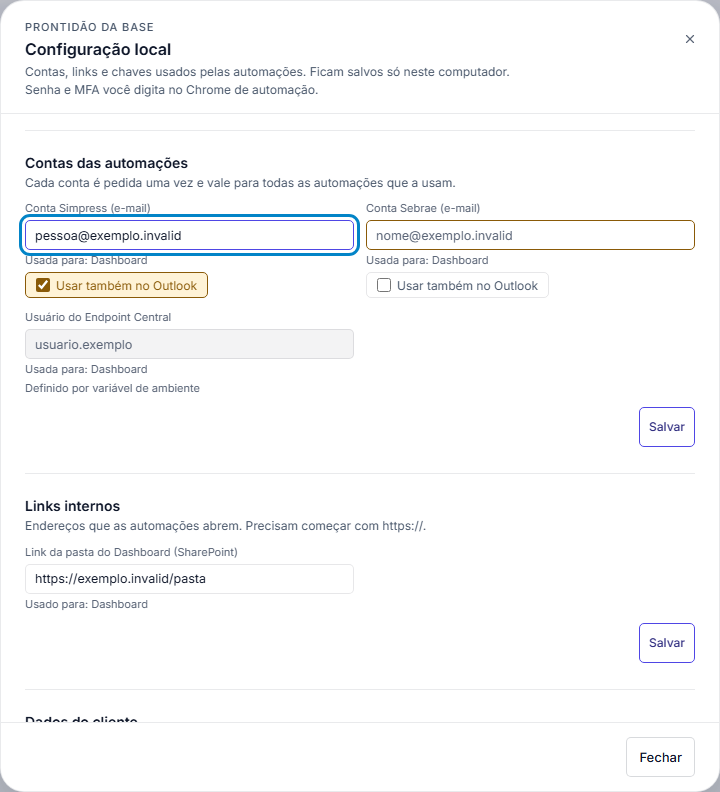 PRONTIDÃO DA BASE
Configuração local
Contas, links e chaves usados pelas automações. Ficam salvos só neste computador.
Senha e MFA você digita no Chrome de automação.
Contas das automações
Cada conta é pedida uma vez e vale para todas as automações que a usam.
Conta Simpress (e-mail)
pessoa@exemplo.invalid
Usada para: Dashboard
Usar também no Outlook
Conta Sebrae (e-mail)
nome@exemplo.invalid
Usada para: Dashboard
Usar também no Outlook
Usuário do Endpoint Central
usuario.exemplo
Usada para: Dashboard
Definido por variável de ambiente
Salvar
Links internos
Endereços que as automações abrem. Precisam começar com https://.
Link da pasta do Dashboard (SharePoint)
https://exemplo.invalid/pasta
Usado para: Dashboard
Salvar
Dados do cliente
Fechar